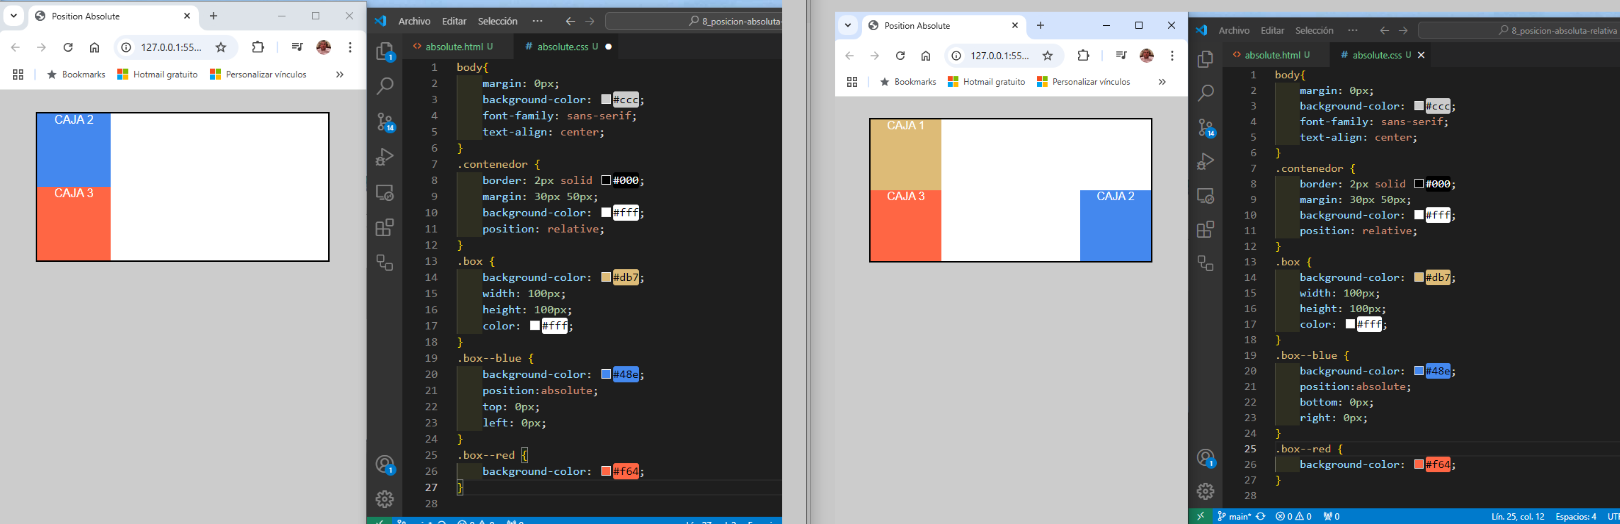 Position Absolute
127.0.0.1:55...
Bookmarks Hotmail gratuito Personalizar vínculos »
CAJA 2
CAJA 3
Archivo Editar Selección ··· 8_posicion-absoluta-
absolute.html U absolute.css U
1 body{
2 margin: 0px;
3 background-color: #ccc;
4 font-family: sans-serif;
5 text-align: center;
6 }
7 .contenedor {
8 border: 2px solid #000;
9 margin: 30px 50px;
10 background-color: #fff;
11 position: relative;
12 }
13 .box {
14 background-color: #db7;
15 width: 100px;
16 height: 100px;
17 color: #fff;
18 }
19 .box--blue {
20 background-color: #48e;
21 position:absolute;
22 top: 0px;
23 left: 0px;
24 }
25 .box--red {
26 background-color: #f64;
27 }
28
1
14
1
Position Absolute
127.0.0.1:55...
Bookmarks Hotmail gratuito Personalizar vínculos »
CAJA 1
CAJA 3
CAJA 2
Archivo Editar Selección ··· 8_posicion-absoluta-relativa
absolute.html U # absolute.css U
1 body{
2 margin: 0px;
3 background-color: #ccc;
4 font-family: sans-serif;
5 text-align: center;
6 }
7 .contenedor {
8 border: 2px solid #000;
9 margin: 30px 50px;
10 background-color: #fff;
11 position: relative;
12 }
13 .box {
14 background-color: #db7;
15 width: 100px;
16 height: 100px;
17 color: #fff;
18 }
19 .box--blue {
20 background-color: #48e;
21 position:absolute;
22 bottom: 0px;
23 right: 0px;
24 }
25 .box--red {
26 background-color: #f64;
27 }
28
14
1
main* 0 0 0 Lín. 25, col. 12 Espacios: 4 UT